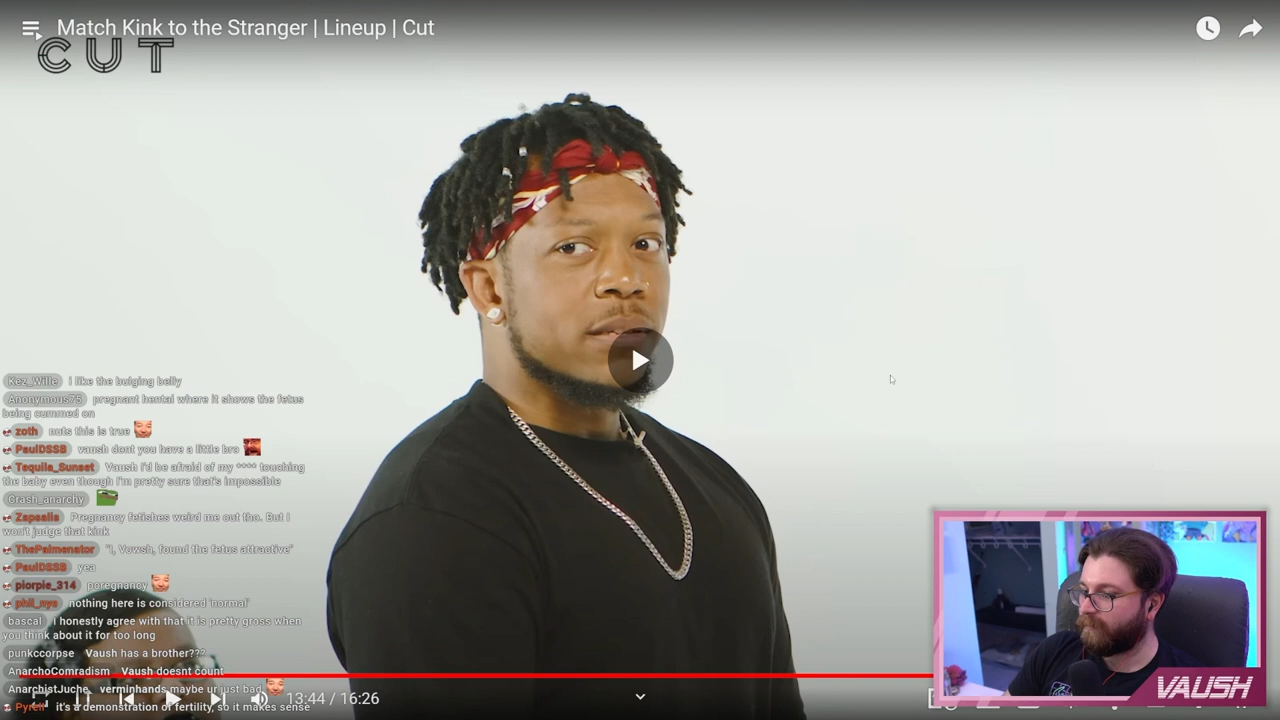 Match Kink to the Stranger | Lineup | Cut
CUT
Kez_Wille i like the bulging belly
Anonymous75 pregnant hentai where it shows the fetus
being cummed on
zoth nuts this is true
PaulDSSB vaush dont you have a little bro
Tequila_Sunset Vaush I'd be afraid of my **** touching
the baby even though I'm pretty sure that's impossible
Crash_anarchy
Zapsalia Pregnancy fetishes weird me out tho. But I
won't judge that kink
ThePalmenator "I, Vowsh, found the fetus attractive"
PaulDSSB yea
piorpie_314 poregnancy
phil_nya nothing here is considered 'normal'
bascal i honestly agree with that it is pretty gross when
you think about it for too long
punkccorpse Vaush has a brother???
AnarchoComradism Vaush doesnt count
AnarchistJuche verminhands maybe ur just bad
Pyrell it's a demonstration of fertility, so it makes sense
13:44 / 16:26
VAUSH